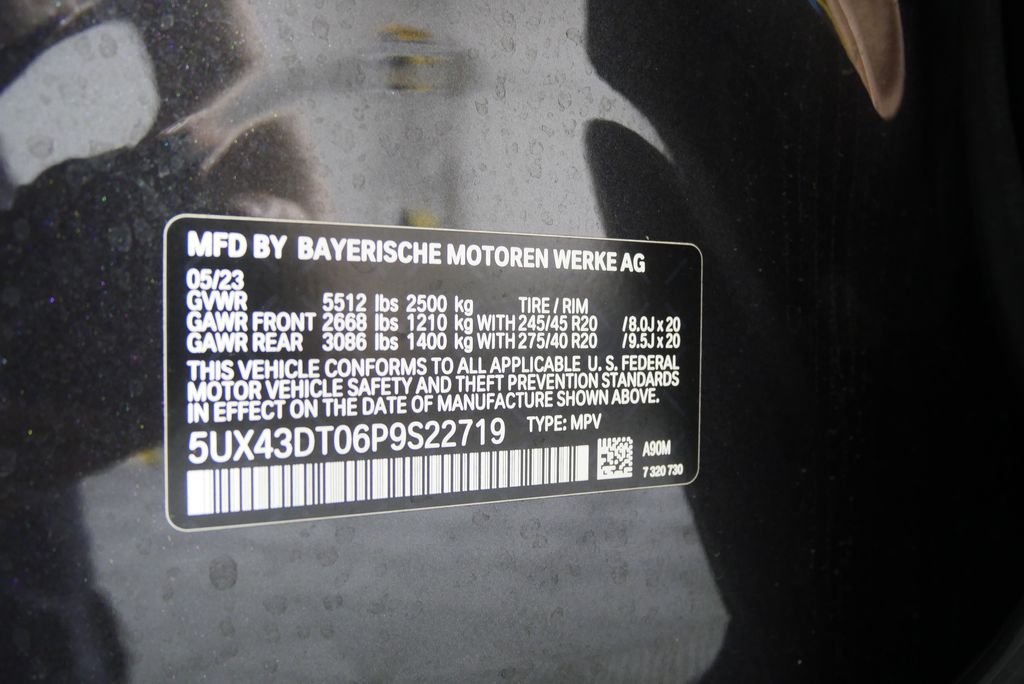 MFD BY BAYERISCHE MOTOREN WERKE AG
05/23
GVWR 5512 lbs 2500 kg TIRE / RIM
GAWR FRONT 2668 lbs 1210 kg WITH 245/45 R20 /8.0J x 20
GAWR REAR 3086 lbs 1400 kg WITH 275/40 R20 /9.5J x 20
THIS VEHICLE CONFORMS TO ALL APPLICABLE U. S. FEDERAL
MOTOR VEHICLE SAFETY AND THEFT PREVENTION STANDARDS
IN EFFECT ON THE DATE OF MANUFACTURE SHOWN ABOVE.
5UX43DT06P9S22719 TYPE: MPV
A90M
7 320 730